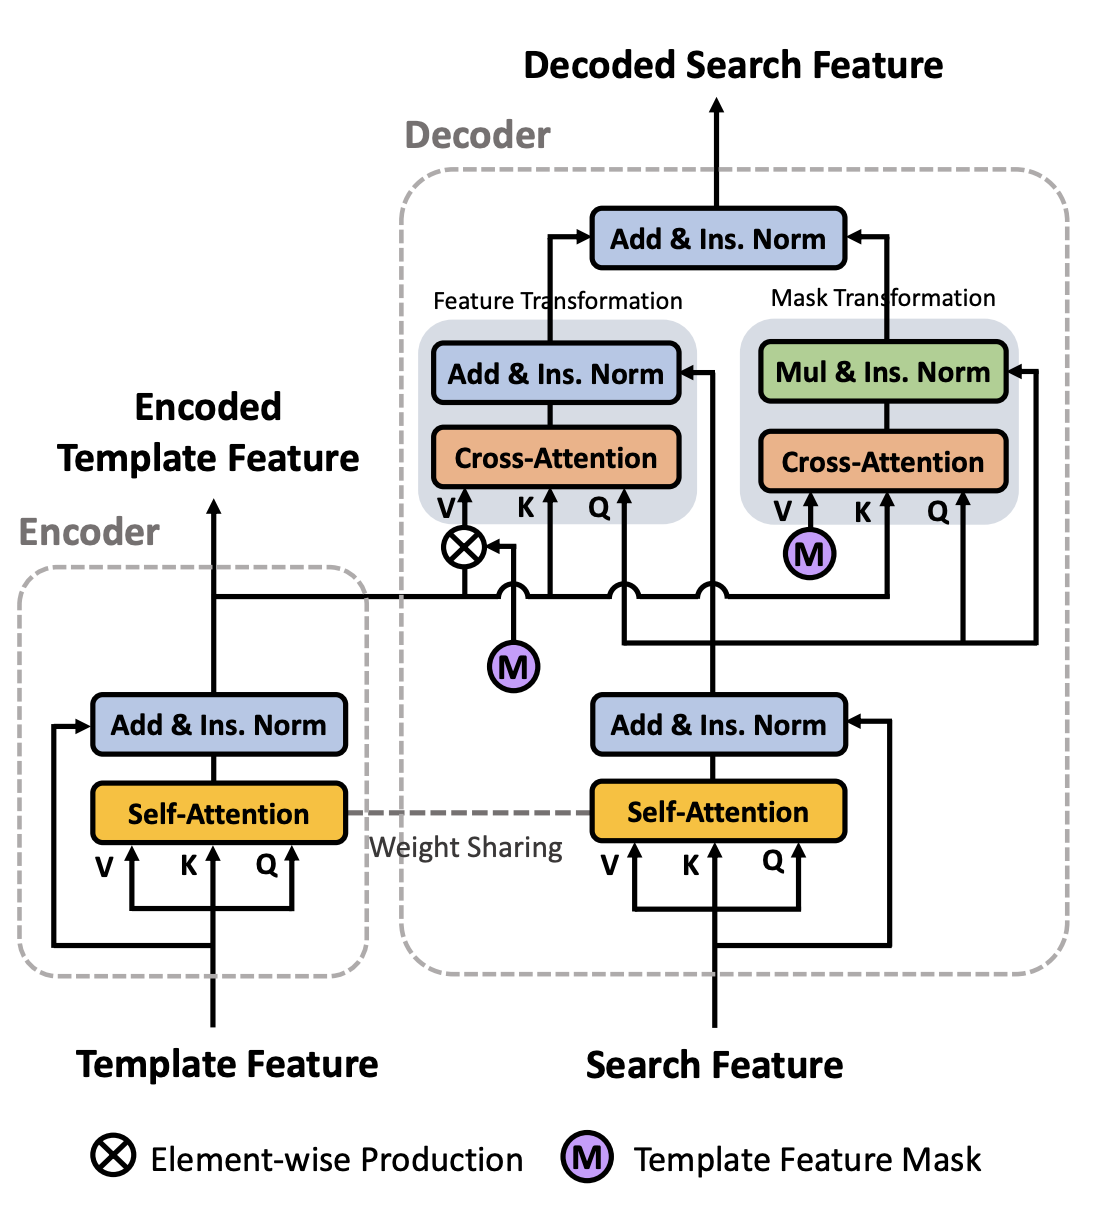 Decoded Search Feature
Decoder
Add & Ins. Norm
Feature Transformation
Mask Transformation
Add & Ins. Norm
Mul & Ins. Norm
Cross-Attention
Cross-Attention
V K Q
V K Q
M
M
Encoded
Template Feature
Encoder
Add & Ins. Norm
Add & Ins. Norm
Self-Attention
Self-Attention
Weight Sharing
V K Q
V K Q
Template Feature
Search Feature
Element-wise Production
M Template Feature Mask